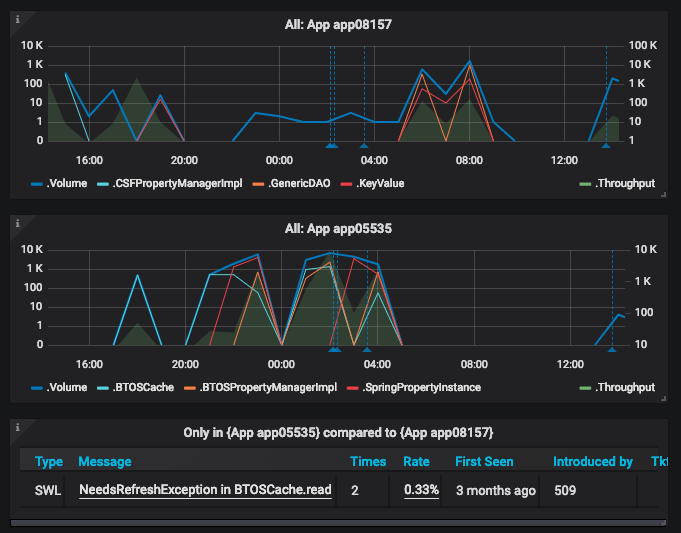 i
All: App app08157
10 K 100 K
1 K 10 K
100 1 K
10 100
1 10
0 1
16:00 20:00 00:00 04:00 08:00 12:00
.Volume .CSFPropertyManagerImpl .GenericDAO .KeyValue .Throughput
i
All: App app05535
10 K 10 K
1 K 1 K
100
10 100
1
0 10
16:00 20:00 00:00 04:00 08:00 12:00
.Volume .BTOSCache .BTOSPropertyManagerImpl .SpringPropertyInstance .Throughput
i
Only in {App app05535} compared to {App app08157}
Type Message Times Rate First Seen Introduced by Tkt
SWL NeedsRefreshException in BTOSCache.read 2 0.33% 3 months ago 509